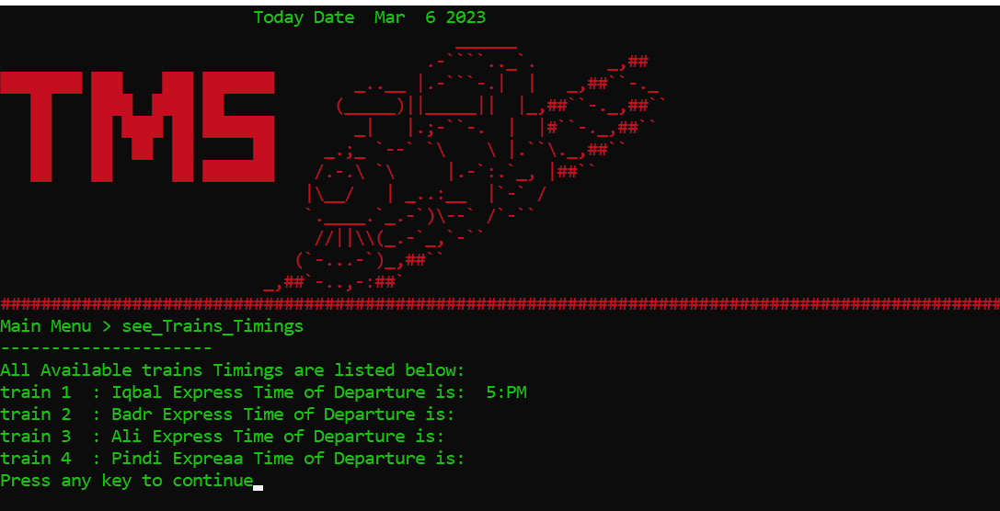 Today Date  Mar  6 2023
TMS
################################################################################################### 
Main Menu > see_Trains_Timings
---------------------
All Available trains Timings are listed below:
train 1  : Iqbal Express Time of Departure is:  5:PM
train 2  : Badr Express Time of Departure is:
train 3  : Ali Express Time of Departure is:
train 4  : Pindi Expreaa Time of Departure is:
Press any key to continue